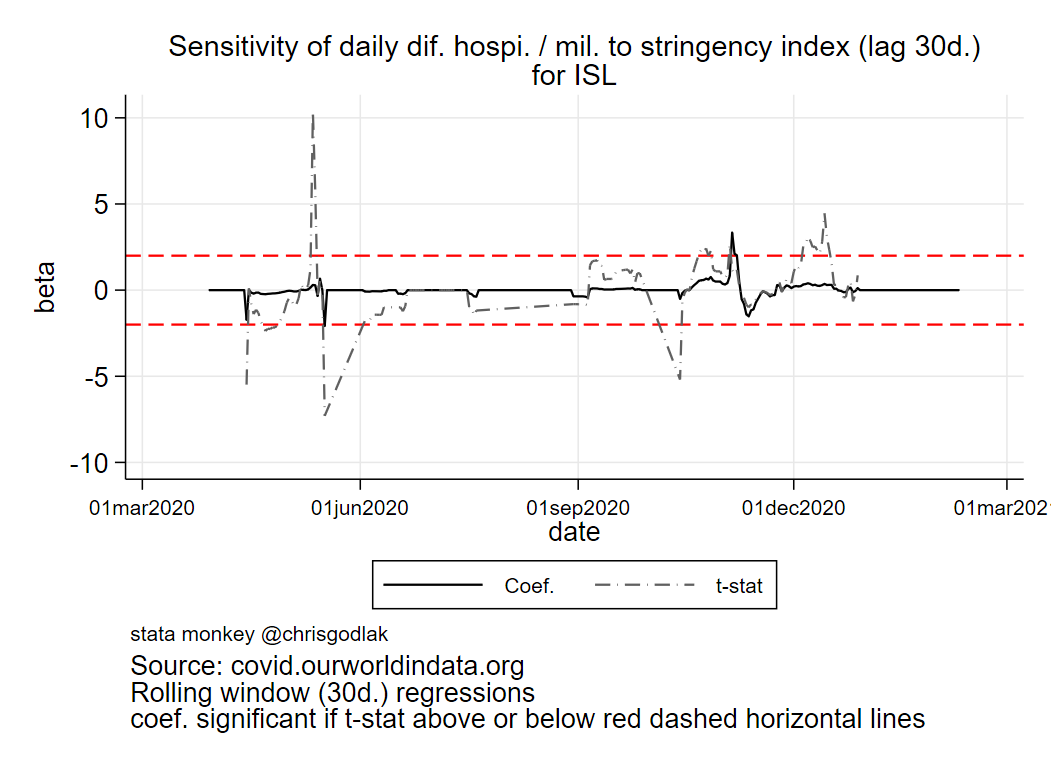 Sensitivity of daily dif. hospi. / mil. to stringency index (lag 30d.)
for ISL
10
5
0
-5
-10
beta
01mar2020 01jun2020 01sep2020 01dec2020 01mar202
date
Coef. t-stat
stata monkey @chrisgodlak
Source: covid.ourworldindata.org
Rolling window (30d.) regressions
coef. significant if t-stat above or below red dashed horizontal lines